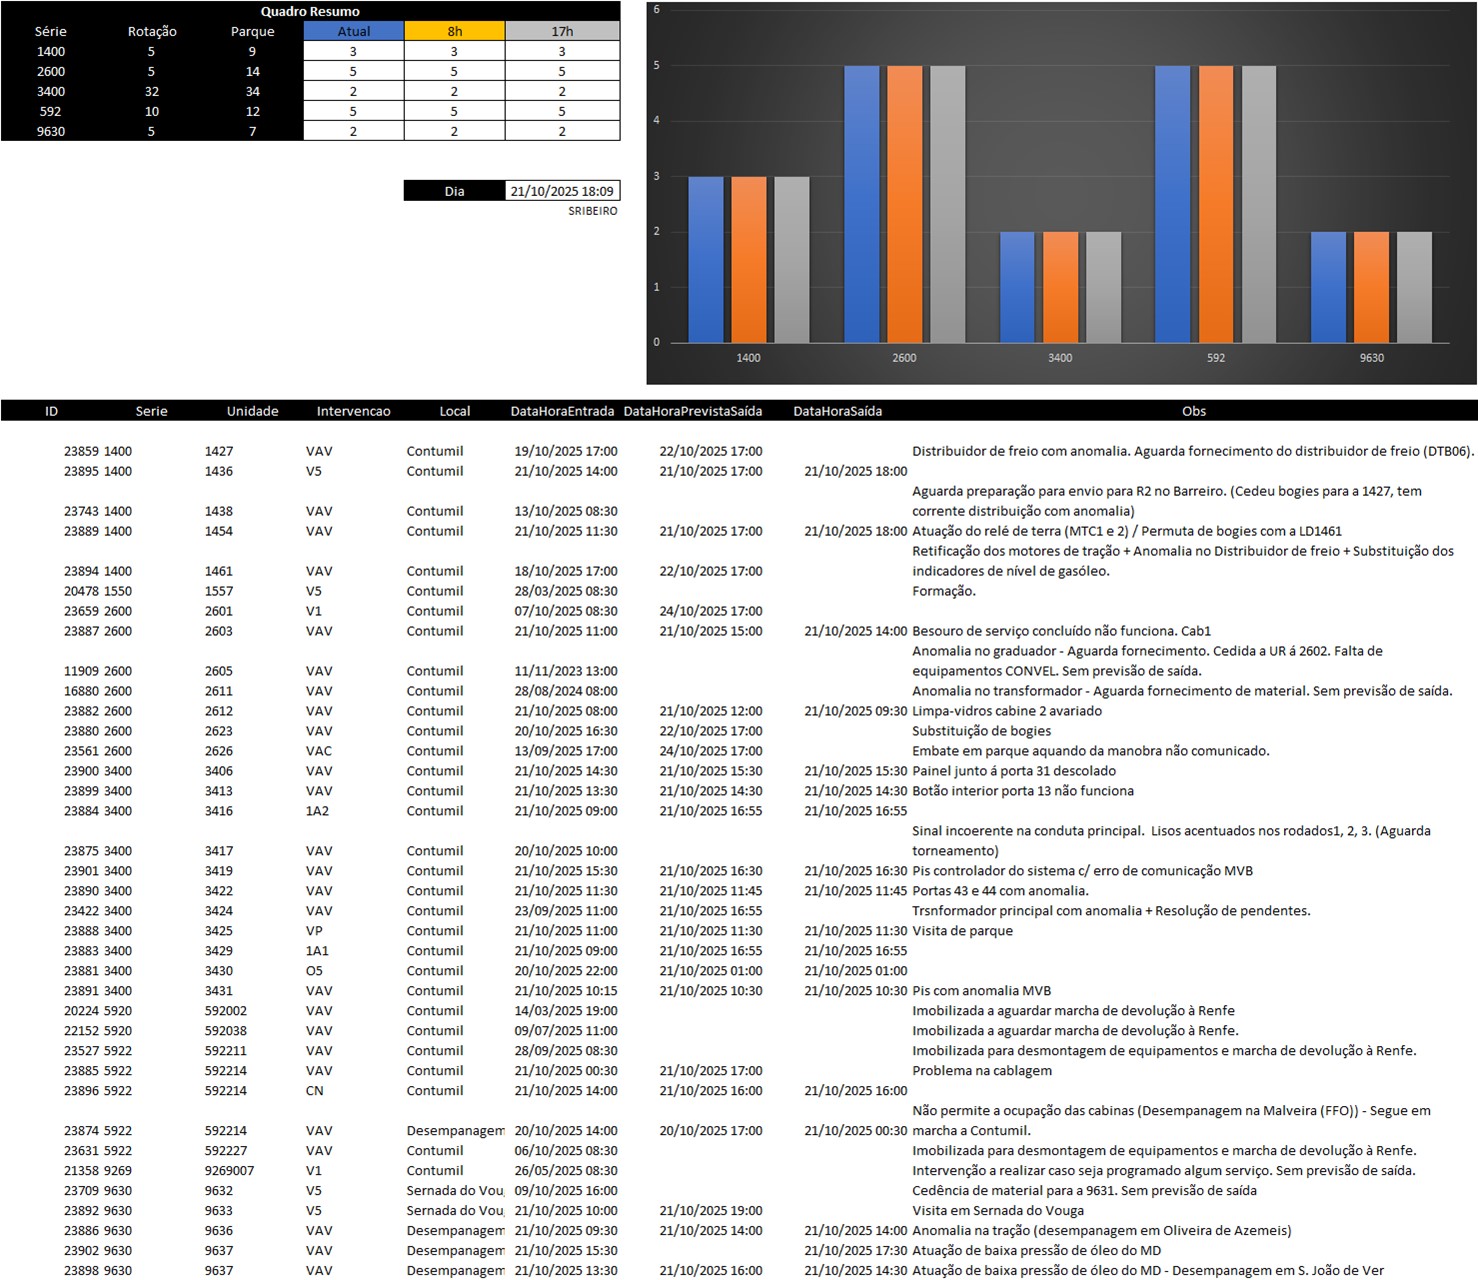 Quadro Resumo
Série Rotação Parque Atual 8h 17h
1400 5 9 3 3 3
2600 5 14 5 5 5
3400 32 34 2 2 2
592 10 12 5 5 5
9630 5 7 2 2 2
Dia 21/10/2025 18:09
SRIBEIRO
6
5
4
3
2
1
0
1400 2600 3400 592 9630
ID Serie Unidade Intervencao Local DataHoraEntrada DataHoraPrevistaSaída DataHoraSaída Obs
23859 1400 1427 VAV Contumil 19/10/2025 17:00 22/10/2025 17:00 Distribuidor de freio com anomalia. Aguarda fornecimento do distribuidor de freio (DTB06).
23895 1400 1436 V5 Contumil 21/10/2025 14:00 21/10/2025 17:00 21/10/2025 18:00
Aguarda preparação para envio para R2 no Barreiro. (Cedeu bogies para a 1427, tem
23743 1400 1438 VAV Contumil 13/10/2025 08:30 corrente distribuição com anomalia)
23889 1400 1454 VAV Contumil 21/10/2025 11:30 21/10/2025 17:00 21/10/2025 18:00 Atuação do relé de terra (MTC1 e 2) / Permuta de bogies com a LD1461
Retificação dos motores de tração + Anomalia no Distribuidor de freio + Substituição dos
23894 1400 1461 VAV Contumil 18/10/2025 17:00 22/10/2025 17:00 indicadores de nível de gasóleo.
20478 1550 1557 V5 Contumil 28/03/2025 08:30 Formação.
23659 2600 2601 V1 Contumil 07/10/2025 08:30 24/10/2025 17:00
23887 2600 2603 VAV Contumil 21/10/2025 11:00 21/10/2025 15:00 21/10/2025 14:00 Besouro de serviço concluído não funciona. Cab1
Anomalia no graduador - Aguarda fornecimento. Cedida a UR á 2602. Falta de
11909 2600 2605 VAV Contumil 11/11/2023 13:00 equipamentos CONVEL. Sem previsão de saída.
16880 2600 2611 VAV Contumil 28/08/2024 08:00 Anomalia no transformador - Aguarda fornecimento de material. Sem previsão de saída.
23882 2600 2612 VAV Contumil 21/10/2025 08:00 21/10/2025 12:00 21/10/2025 09:30 Limpa-vidros cabine 2 avariado
23880 2600 2623 VAV Contumil 20/10/2025 16:30 22/10/2025 17:00 Substituição de bogies
23561 2600 2626 VAC Contumil 13/09/2025 17:00 24/10/2025 17:00 Embate em parque aquando da manobra não comunicado.
23900 3400 3406 VAV Contumil 21/10/2025 14:30 21/10/2025 15:30 21/10/2025 15:30 Painel junto á porta 31 descolado
23899 3400 3413 VAV Contumil 21/10/2025 13:30 21/10/2025 14:30 21/10/2025 14:30 Botão interior porta 13 não funciona
23884 3400 3416 1A2 Contumil 21/10/2025 09:00 21/10/2025 16:55 21/10/2025 16:55
Sinal incoerente na conduta principal. Lisos acentuados nos rodados1, 2, 3. (Aguarda
23875 3400 3417 VAV Contumil 20/10/2025 10:00 torneamento)
23901 3400 3419 VAV Contumil 21/10/2025 15:30 21/10/2025 16:30 21/10/2025 16:30 Pis controlador do sistema c/ erro de comunicação MVB
23890 3400 3422 VAV Contumil 21/10/2025 11:30 21/10/2025 11:45 21/10/2025 11:45 Portas 43 e 44 com anomalia.
23422 3400 3424 VAV Contumil 23/09/2025 11:00 21/10/2025 16:55 Trsnformador principal com anomalia + Resolução de pendentes.
23888 3400 3425 VP Contumil 21/10/2025 11:00 21/10/2025 11:30 21/10/2025 11:30 Visita de parque
23883 3400 3429 1A1 Contumil 21/10/2025 09:00 21/10/2025 16:55 21/10/2025 16:55
23881 3400 3430 O5 Contumil 20/10/2025 22:00 21/10/2025 01:00 21/10/2025 01:00
23891 3400 3431 VAV Contumil 21/10/2025 10:15 21/10/2025 10:30 21/10/2025 10:30 Pis com anomalia MVB
20224 5920 592002 VAV Contumil 14/03/2025 19:00 Imobilizada a aguardar marcha de devolução à Renfe
22152 5920 592038 VAV Contumil 09/07/2025 11:00 Imobilizada a aguardar marcha de devolução à Renfe.
23527 5922 592211 VAV Contumil 28/09/2025 08:30 Imobilizada para desmontagem de equipamentos e marcha de devolução à Renfe.
23885 5922 592214 VAV Contumil 21/10/2025 00:30 21/10/2025 17:00 Problema na cablagem
23896 5922 592214 CN Contumil 21/10/2025 14:00 21/10/2025 16:00 21/10/2025 16:00
Não permite a ocupação das cabinas (Desempanagem na Malveira (FFO)) - Segue em
23874 5922 592214 VAV Desempanagem 20/10/2025 14:00 20/10/2025 17:00 21/10/2025 00:30 marcha a Contumil.
23631 5922 592227 VAV Contumil 06/10/2025 08:30 Imobilizada para desmontagem de equipamentos e marcha de devolução à Renfe.
21358 9269 9269007 V1 Contumil 26/05/2025 08:30 Intervenção a realizar caso seja programado algum serviço. Sem previsão de saída.
23709 9630 9632 V5 Sernada do Vou 09/10/2025 16:00 Cedência de material para a 9631. Sem previsão de saída
23892 9630 9633 V5 Sernada do Vou 21/10/2025 10:00 21/10/2025 19:00 Visita em Sernada do Vouga
23886 9630 9636 VAV Desempanagem 21/10/2025 09:30 21/10/2025 14:00 21/10/2025 14:00 Anomalia na tração (desempanagem em Oliveira de Azemeis)
23902 9630 9637 VAV Desempanagem 21/10/2025 15:30 21/10/2025 17:30 Atuação de baixa pressão de óleo do MD
23898 9630 9637 VAV Desempanagem 21/10/2025 13:30 21/10/2025 16:00 21/10/2025 14:30 Atuação de baixa pressão de óleo do MD - Desempanagem em S. João de Ver